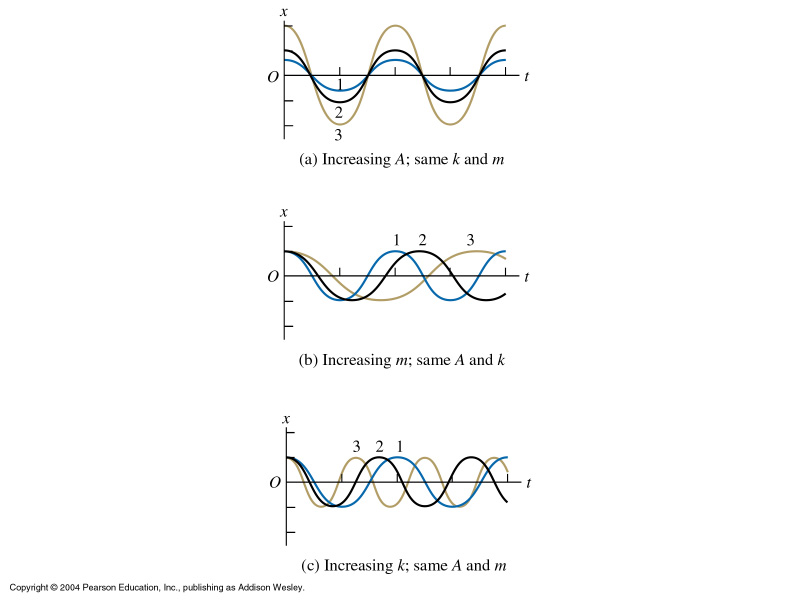 x
O
t
1
2
3
(a) Increasing A; same k and m
x
1 2 3
O
t
(b) Increasing m; same A and k
x
3 2 1
O
t
(c) Increasing k; same A and m
Copyright © 2004 Pearson Education, Inc., publishing as Addison Wesley.